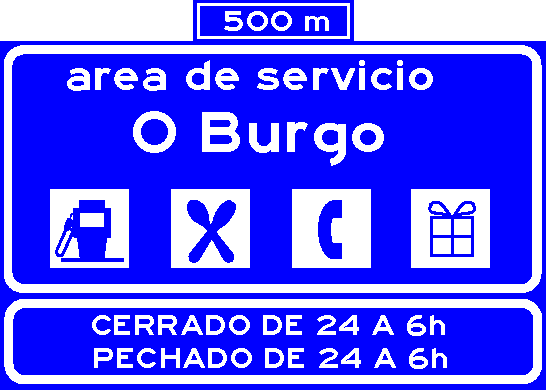 500 m
area de servicio
O Burgo
CERRADO DE 24 A 6h
PECHADO DE 24 A 6h